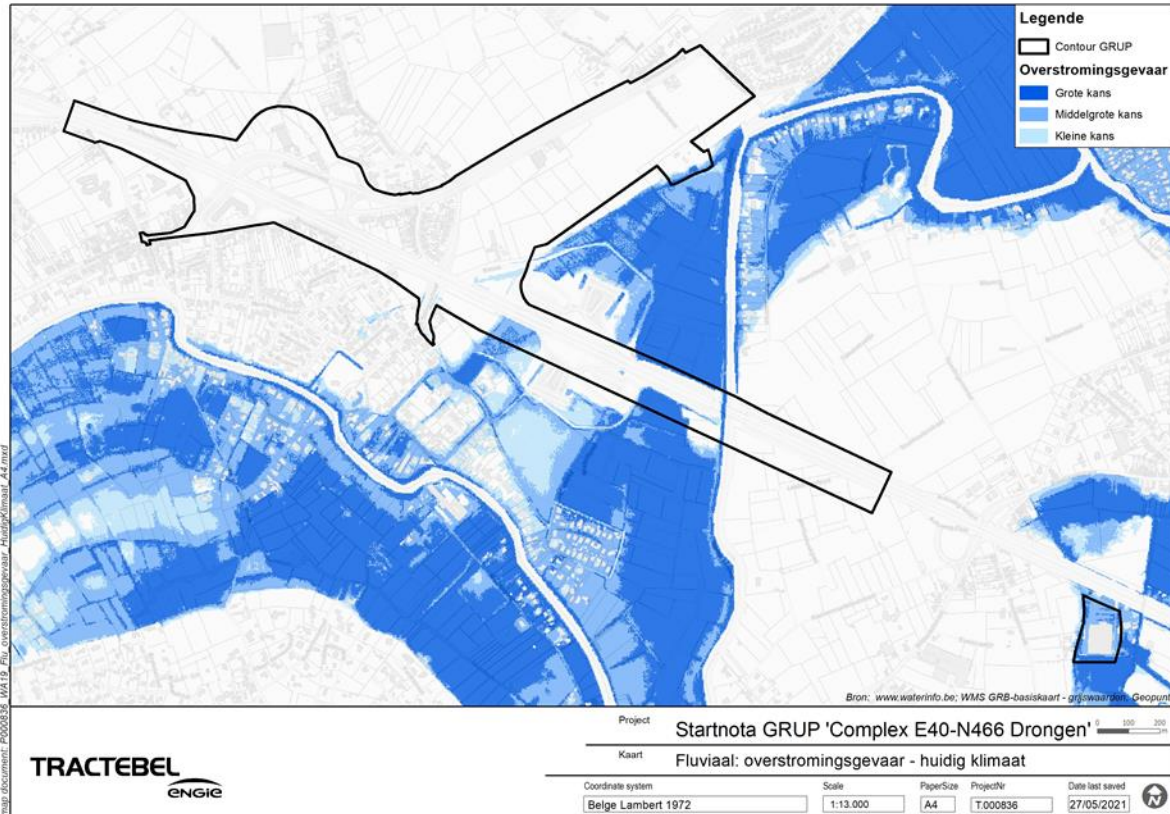 Legende
Contour GRUP
Overstromingsgevaar
Grote kans
Middelgrote kans
Kleine kans
map document: P000836_WA19_Flu_overstromingsgevaar_HuidigKlimaat_A4.mxd
Bron: www.waterinfo.be; WMS GRB-basiskaart - grijswaarden; Geopunt
Project Startnota GRUP 'Complex E40-N466 Drongen'
0 100 200
m
Kaart Fluviaal: overstromingsgevaar - huidig klimaat
TRACTEBEL
ENGIE
Coordinate system Scale PaperSize ProjectNr Date last saved
Belge Lambert 1972 1:13.000 A4 T.000836 27/05/2021
N